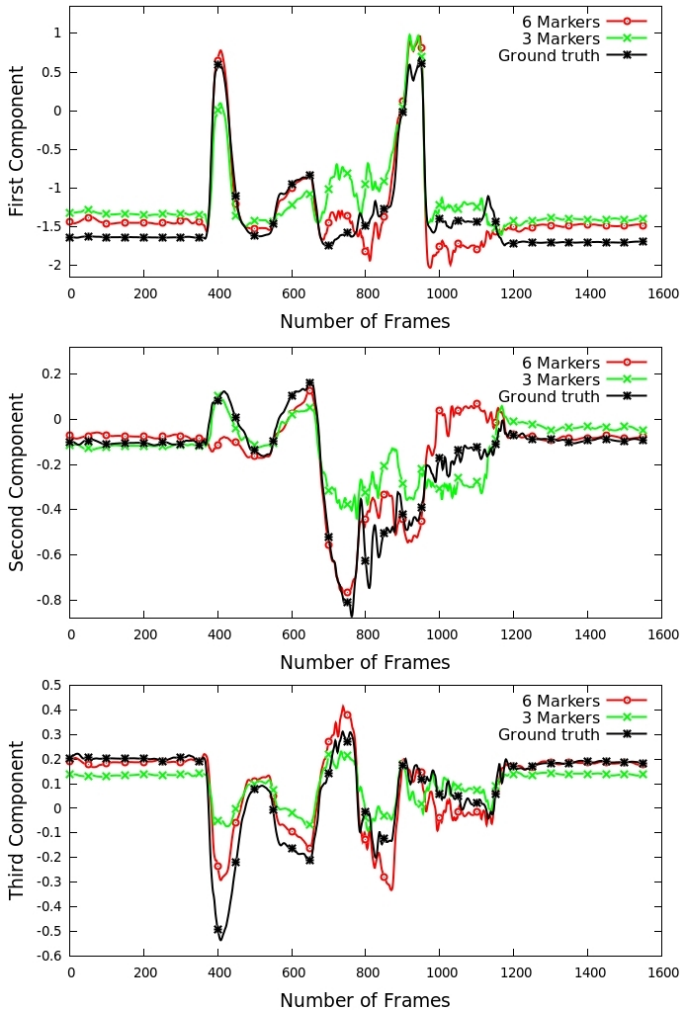 1
0.5
0
-0.5
-1
-1.5
-2
First Component
6 Markers
3 Markers
Ground truth
0 200 400 600 800 1000 1200 1400 1600
Number of Frames
0.2
0
-0.2
-0.4
-0.6
-0.8
Second Component
6 Markers
3 Markers
Ground truth
0 200 400 600 800 1000 1200 1400 1600
Number of Frames
0.5
0.4
0.3
0.2
0.1
0
-0.1
-0.2
-0.3
-0.4
-0.5
-0.6
Third Component
6 Markers
3 Markers
Ground truth
0 200 400 600 800 1000 1200 1400 1600
Number of Frames